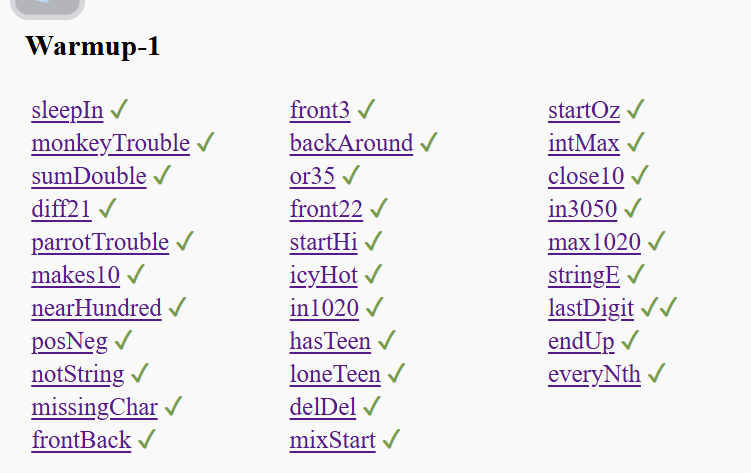 Warmup-1
sleepIn ✓
monkeyTrouble ✓
sumDouble ✓
diff21 ✓
parrotTrouble ✓
makes10 ✓
nearHundred ✓
posNeg ✓
notString ✓
missingChar ✓
frontBack ✓
front3 ✓
backAround ✓
or35 ✓
front22 ✓
startHi ✓
icyHot ✓
in1020 ✓
hasTeen ✓
loneTeen ✓
delDel ✓
mixStart ✓
startOz ✓
intMax ✓
close10 ✓
in3050 ✓
max1020 ✓
stringE ✓
lastDigit ✓✓
endUp ✓
everyNth ✓